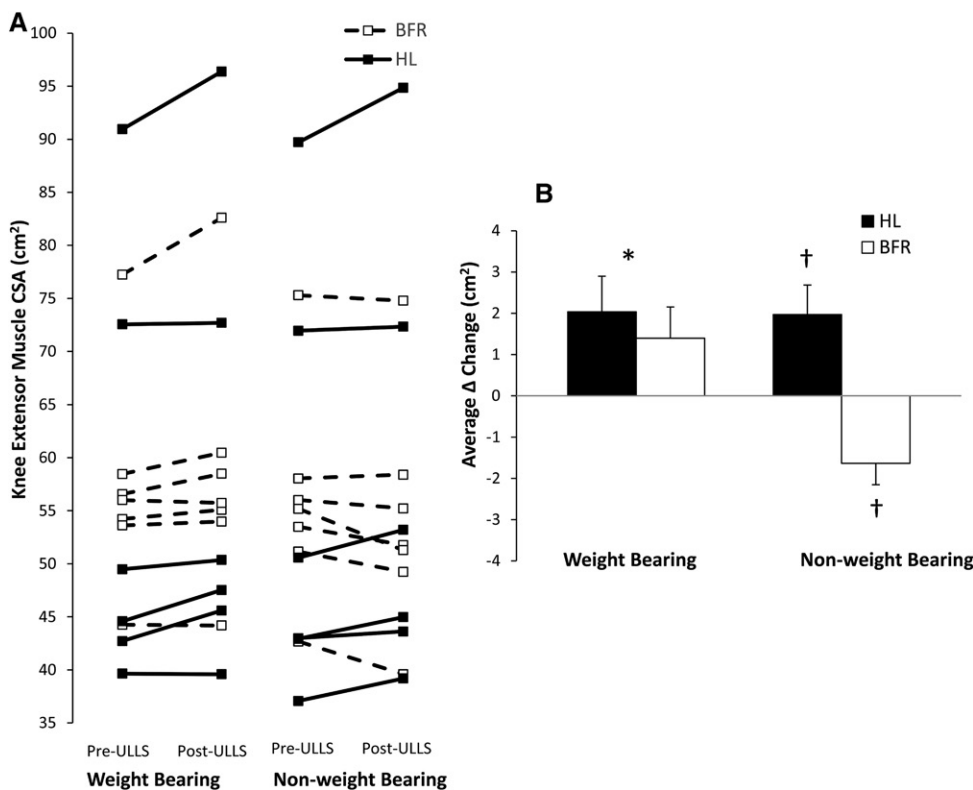 A
BFR
HL
Knee Extensor Muscle CSA (cm²)
100
95
90
85
80
75
70
65
60
55
50
45
40
35
Pre-ULLS Post-ULLS Pre-ULLS Post-ULLS
Weight Bearing Non-weight Bearing
B
HL
BFR
Average Δ Change (cm²)
4
3
2
1
0
-1
-2
-3
-4
*
†
†
Weight Bearing Non-weight Bearing